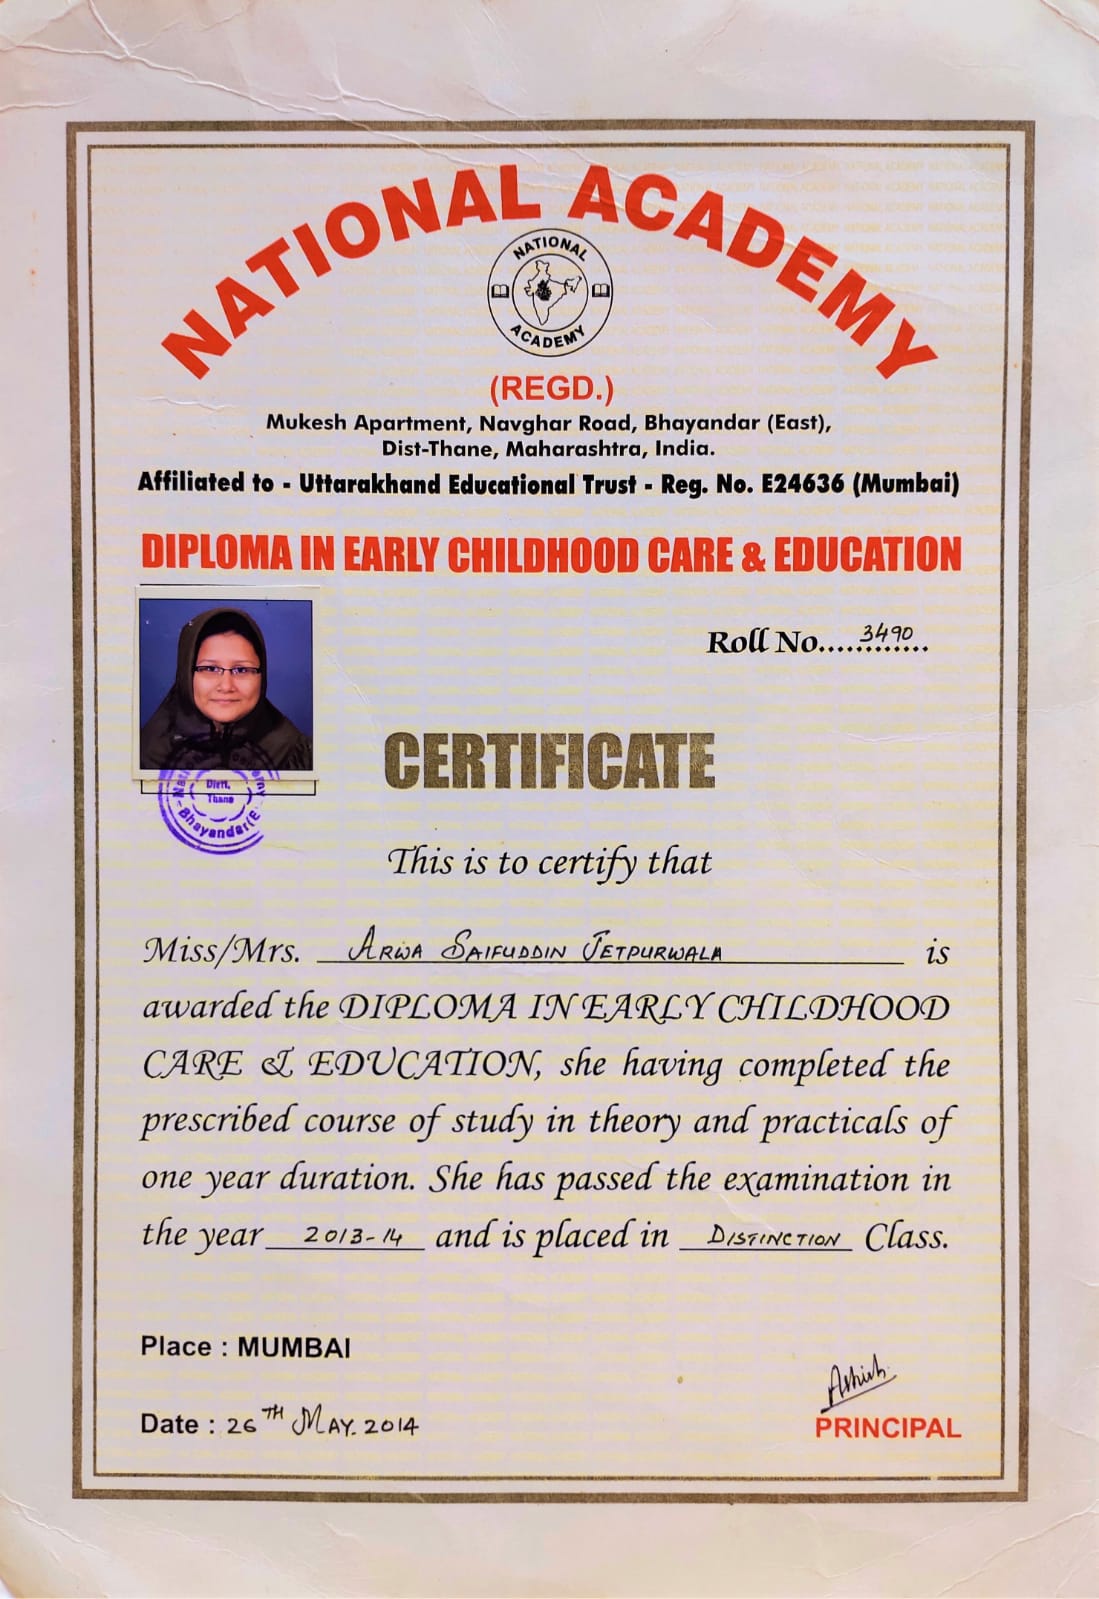 NATIONAL ACADEMY
NATIONAL
ACADEMY
(REGD.)
Mukesh Apartment, Navghar Road, Bhayandar (East),
Dist-Thane, Maharashtra, India.
Affiliated to - Uttarakhand Educational Trust - Reg. No. E24636 (Mumbai)
DIPLOMA IN EARLY CHILDHOOD CARE & EDUCATION
Roll No............. 3490
CERTIFICATE
Distt.
Thane
Bhayandar(E
This is to certify that
Miss/Mrs. ARWA SAIFUDDIN JETPURWALA is
awarded the DIPLOMA IN EARLY CHILDHOOD
CARE & EDUCATION, she having completed the
prescribed course of study in theory and practicals of
one year duration. She has passed the examination in
the year 2013-14 and is placed in DISTINCTION Class.
Place : MUMBAI
Date : 26TH MAY. 2014
PRINCIPAL